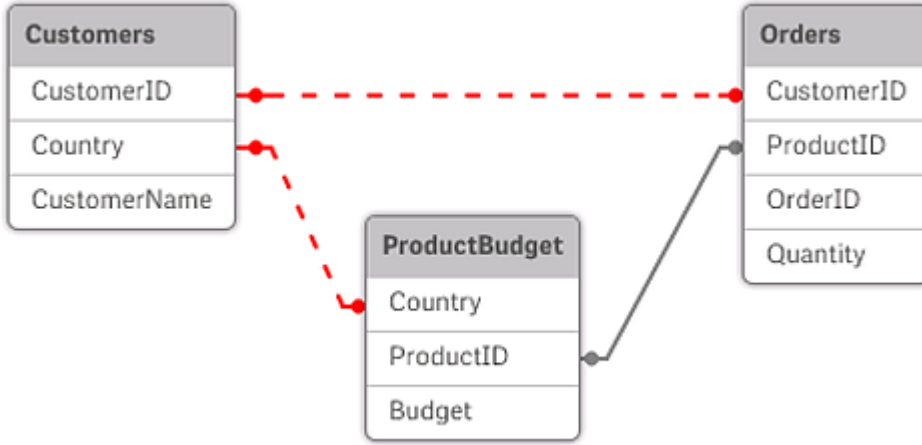 Customers
CustomerID
Country
CustomerName
ProductBudget
Country
ProductID
Budget
Orders
CustomerID
ProductID
OrderID
Quantity